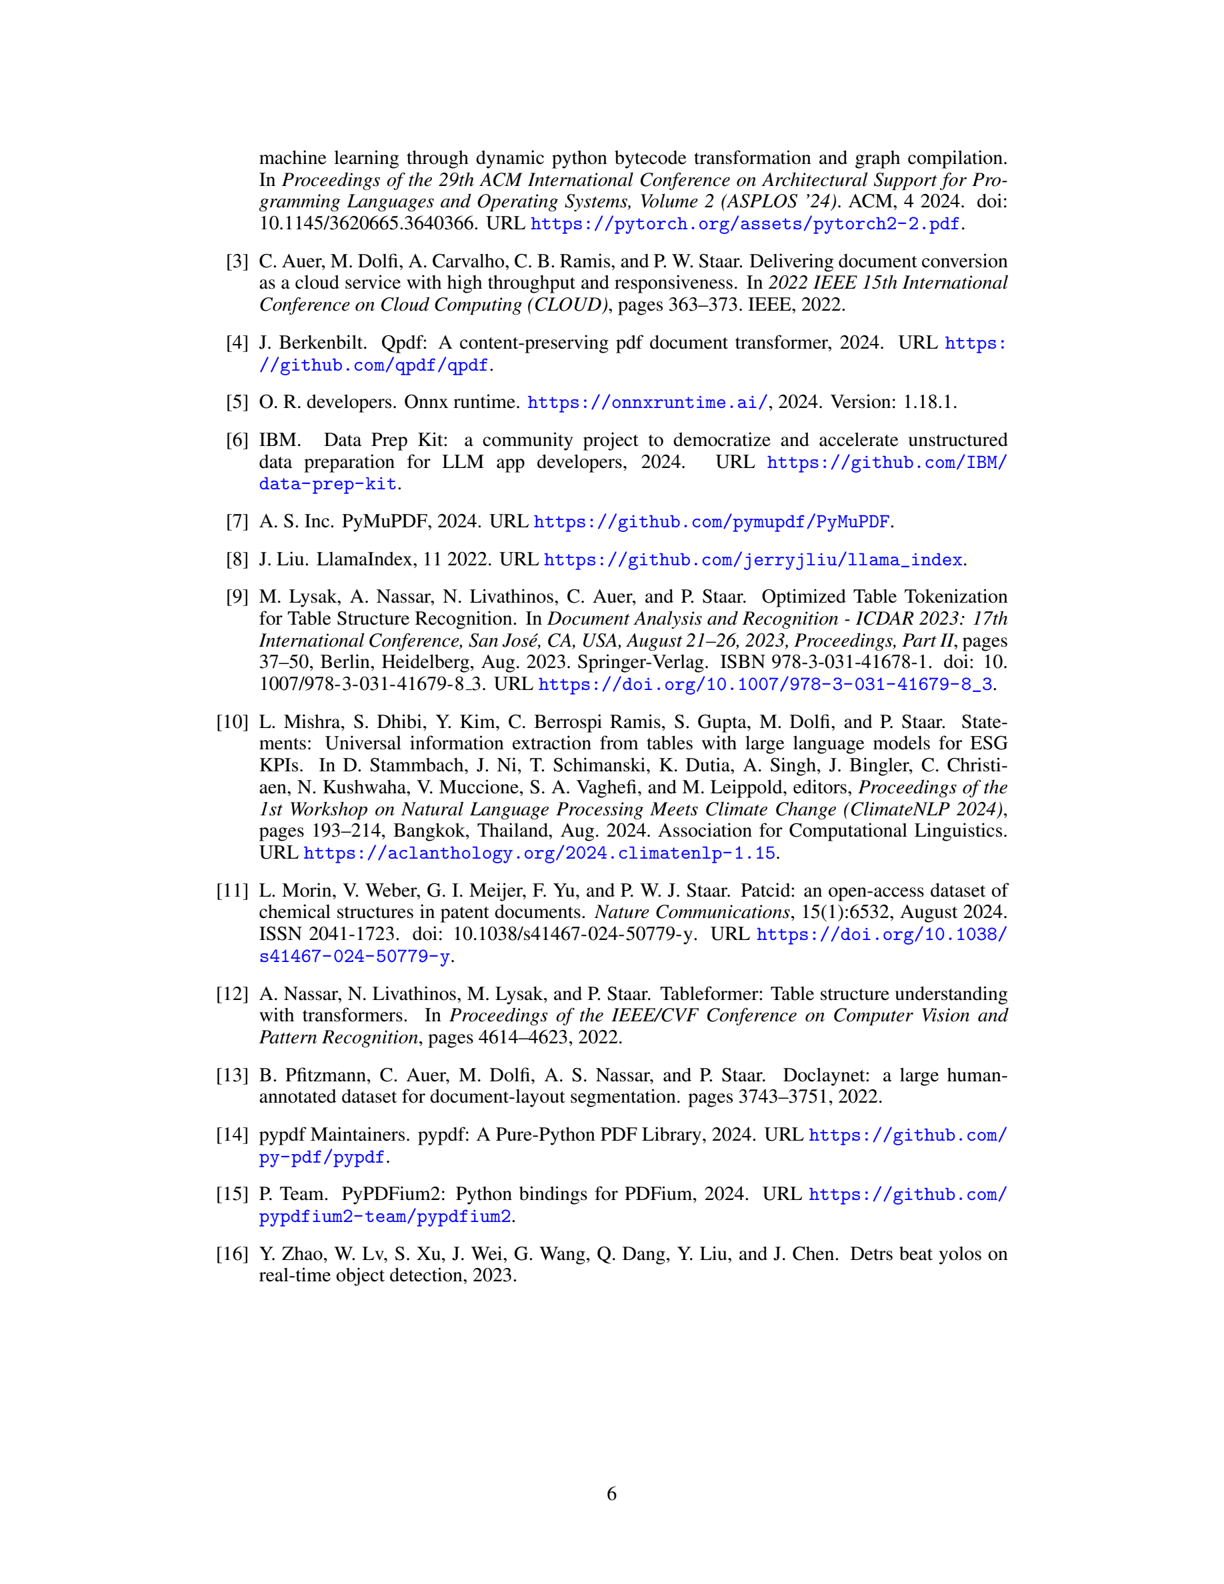 machine learning through dynamic python bytecode transformation and graph compilation.
In Proceedings of the 29th ACM International Conference on Architectural Support for Pro-
gramming Languages and Operating Systems, Volume 2 (ASPLOS '24). ACM, 4 2024. doi:
10.1145/3620665.3640366. URL https://pytorch.org/assets/pytorch2-2.pdf.
[3] C. Auer, M. Dolfi, A. Carvalho, C. B. Ramis, and P. W. Staar. Delivering document conversion
as a cloud service with high throughput and responsiveness. In 2022 IEEE 15th International
Conference on Cloud Computing (CLOUD), pages 363–373. IEEE, 2022.
[4] J. Berkenbilt. Qpdf: A content-preserving pdf document transformer, 2024. URL https:
//github.com/qpdf/qpdf.
[5] O. R. developers. Onnx runtime. https://onnxruntime.ai/, 2024. Version: 1.18.1.
[6] IBM. Data Prep Kit: a community project to democratize and accelerate unstructured
data preparation for LLM app developers, 2024. URL https://github.com/IBM/
data-prep-kit.
[7] A. S. Inc. PyMuPDF, 2024. URL https://github.com/pymupdf/PyMuPDF.
[8] J. Liu. LlamaIndex, 11 2022. URL https://github.com/jerryjliu/llama_index.
[9] M. Lysak, A. Nassar, N. Livathinos, C. Auer, and P. Staar. Optimized Table Tokenization
for Table Structure Recognition. In Document Analysis and Recognition - ICDAR 2023: 17th
International Conference, San José, CA, USA, August 21–26, 2023, Proceedings, Part II, pages
37–50, Berlin, Heidelberg, Aug. 2023. Springer-Verlag. ISBN 978-3-031-41678-1. doi: 10.
1007/978-3-031-41679-8_3. URL https://doi.org/10.1007/978-3-031-41679-8_3.
[10] L. Mishra, S. Dhibi, Y. Kim, C. Berrospi Ramis, S. Gupta, M. Dolfi, and P. Staar. State-
ments: Universal information extraction from tables with large language models for ESG
KPIs. In D. Stammbach, J. Ni, T. Schimanski, K. Dutia, A. Singh, J. Bingler, C. Christi-
aen, N. Kushwaha, V. Muccione, S. A. Vaghefi, and M. Leippold, editors, Proceedings of the
1st Workshop on Natural Language Processing Meets Climate Change (ClimateNLP 2024),
pages 193–214, Bangkok, Thailand, Aug. 2024. Association for Computational Linguistics.
URL https://aclanthology.org/2024.climatenlp-1.15.
[11] L. Morin, V. Weber, G. I. Meijer, F. Yu, and P. W. J. Staar. Patcid: an open-access dataset of
chemical structures in patent documents. Nature Communications, 15(1):6532, August 2024.
ISSN 2041-1723. doi: 10.1038/s41467-024-50779-y. URL https://doi.org/10.1038/
s41467-024-50779-y.
[12] A. Nassar, N. Livathinos, M. Lysak, and P. Staar. Tableformer: Table structure understanding
with transformers. In Proceedings of the IEEE/CVF Conference on Computer Vision and
Pattern Recognition, pages 4614–4623, 2022.
[13] B. Pfitzmann, C. Auer, M. Dolfi, A. S. Nassar, and P. Staar. Doclaynet: a large human-
annotated dataset for document-layout segmentation. pages 3743–3751, 2022.
[14] pypdf Maintainers. pypdf: A Pure-Python PDF Library, 2024. URL https://github.com/
py-pdf/pypdf.
[15] P. Team. PyPDFium2: Python bindings for PDFium, 2024. URL https://github.com/
pypdfium2-team/pypdfium2.
[16] Y. Zhao, W. Lv, S. Xu, J. Wei, G. Wang, Q. Dang, Y. Liu, and J. Chen. Detrs beat yolos on
real-time object detection, 2023.
6